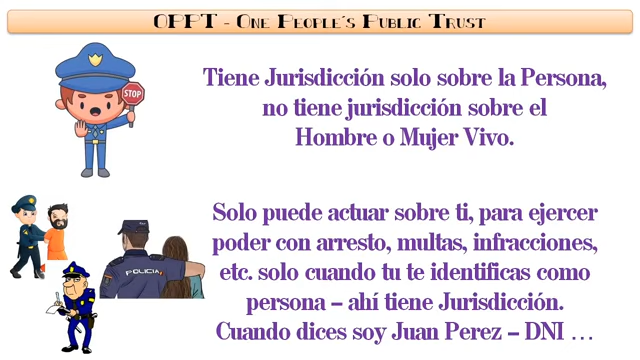 OPPT - One People's Public Trust
STOP
Tiene Jurisdicción solo sobre la Persona,
no tiene jurisdicción sobre el
Hombre o Mujer Vivo.
POLICIA
Solo puede actuar sobre ti, para ejercer
poder con arresto, multas, infracciones,
etc. solo cuando tu te identificas como
persona – ahí tiene Jurisdicción.
Cuando dices soy Juan Perez – DNI …